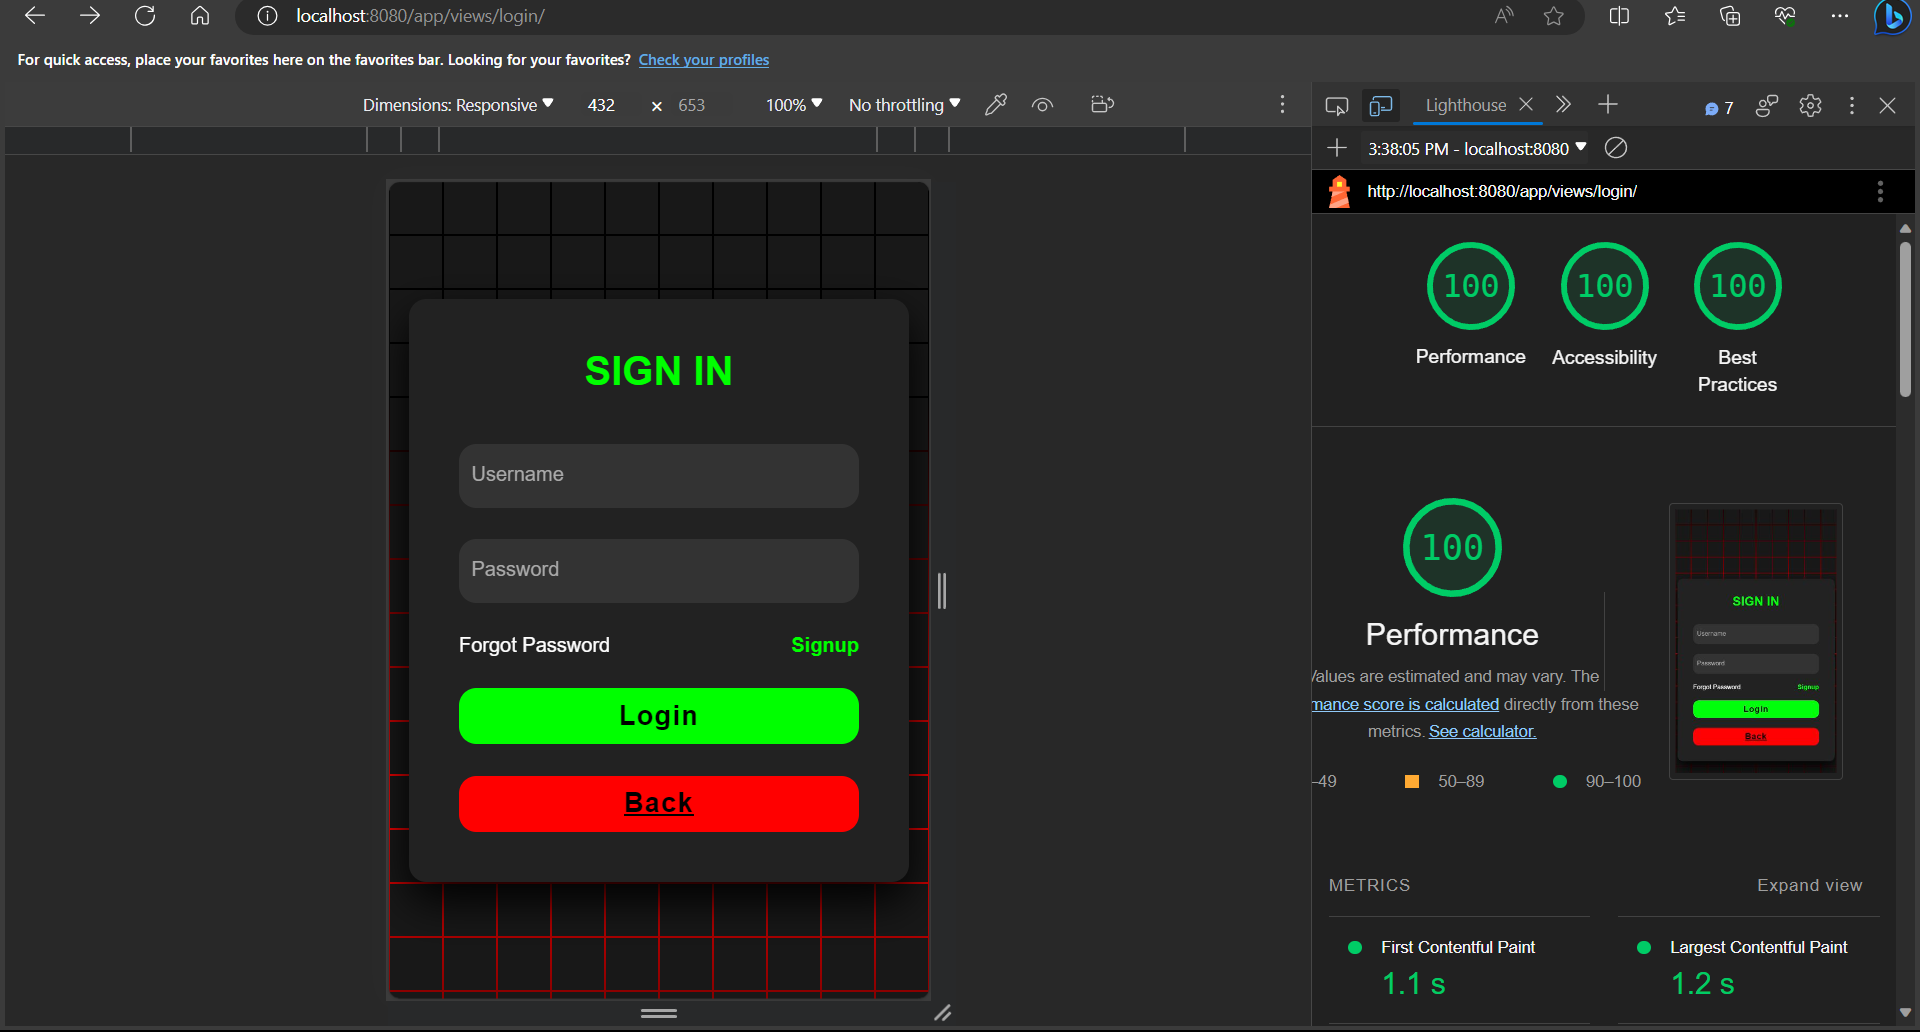 localhost:8080/app/views/login/
For quick access, place your favorites here on the favorites bar. Looking for your favorites? Check your profiles
Dimensions: Responsive 432 × 653 100% No throttling
Lighthouse 7
3:38:05 PM - localhost:8080
http://localhost:8080/app/views/login/
100 100 100
Performance Accessibility Best Practices
SIGN IN
Username
Password
Forgot Password Signup
Login
Back
100
Performance
Values are estimated and may vary. The
mance score is calculated directly from these
metrics. See calculator.
–49 50–89 90–100
SIGN IN
Username
Password
Forgot Password Signup
Login
Back
METRICS Expand view
First Contentful Paint
1.1 s
Largest Contentful Paint
1.2 s